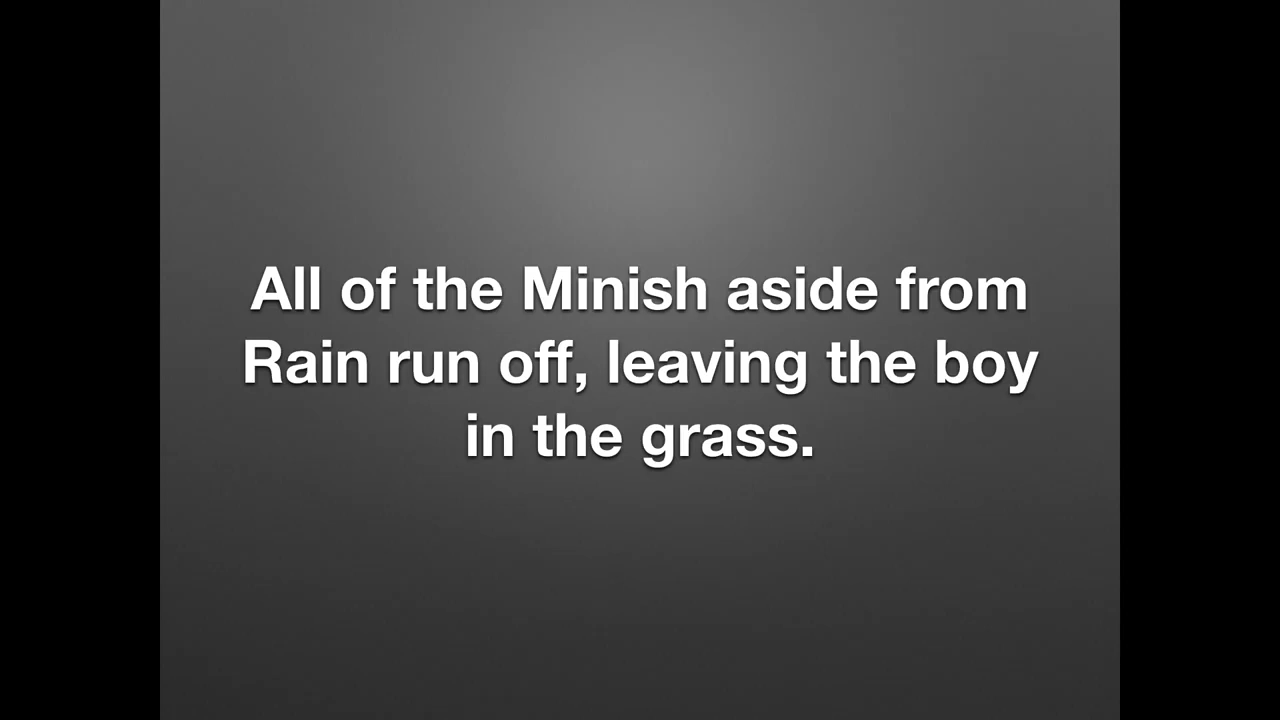 All of the Minish aside from
Rain run off, leaving the boy
in the grass.